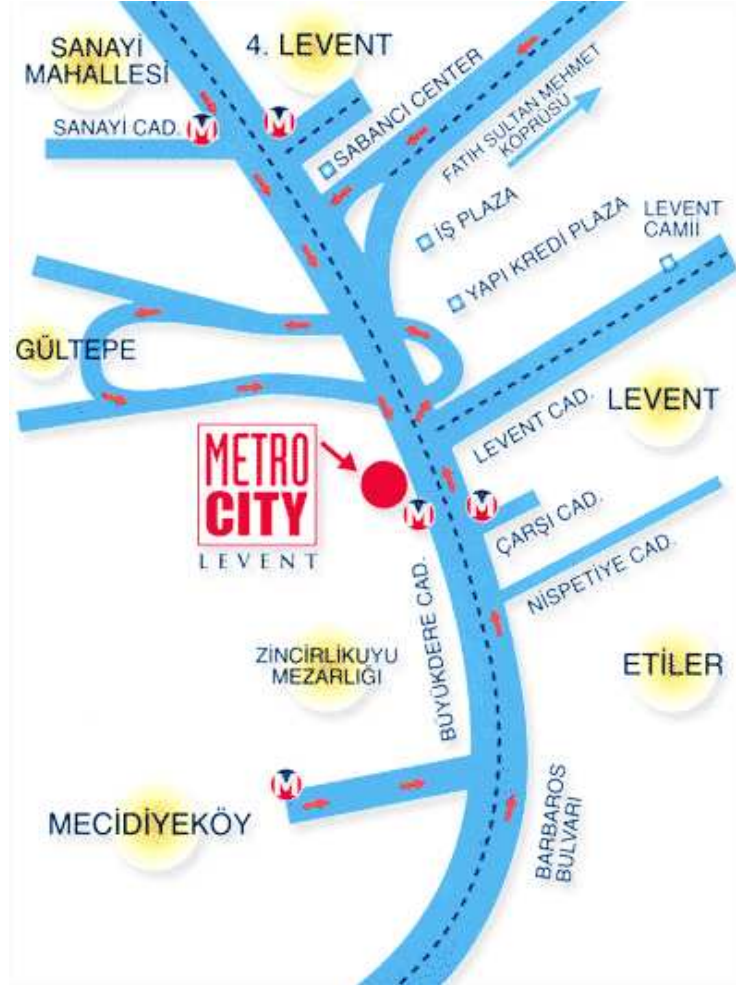 SANAYİ
MAHALLESİ
4. LEVENT
SANAYİ CAD.
M
M
SABANCI CENTER
FATİH SULTAN MEHMET
KÖPRÜSÜ
İŞ PLAZA
YAPI KREDİ PLAZA
LEVENT
CAMİİ
GÜLTEPE
LEVENT CAD.
LEVENT
METRO
CITY
LEVENT
M
M
ÇARŞI CAD.
NİSPETİYE CAD.
BÜYÜKDERE CAD.
ZİNCİRLİKUYU
MEZARLIĞI
ETİLER
M
MECİDİYEKÖY
BARBAROS
BULVARI